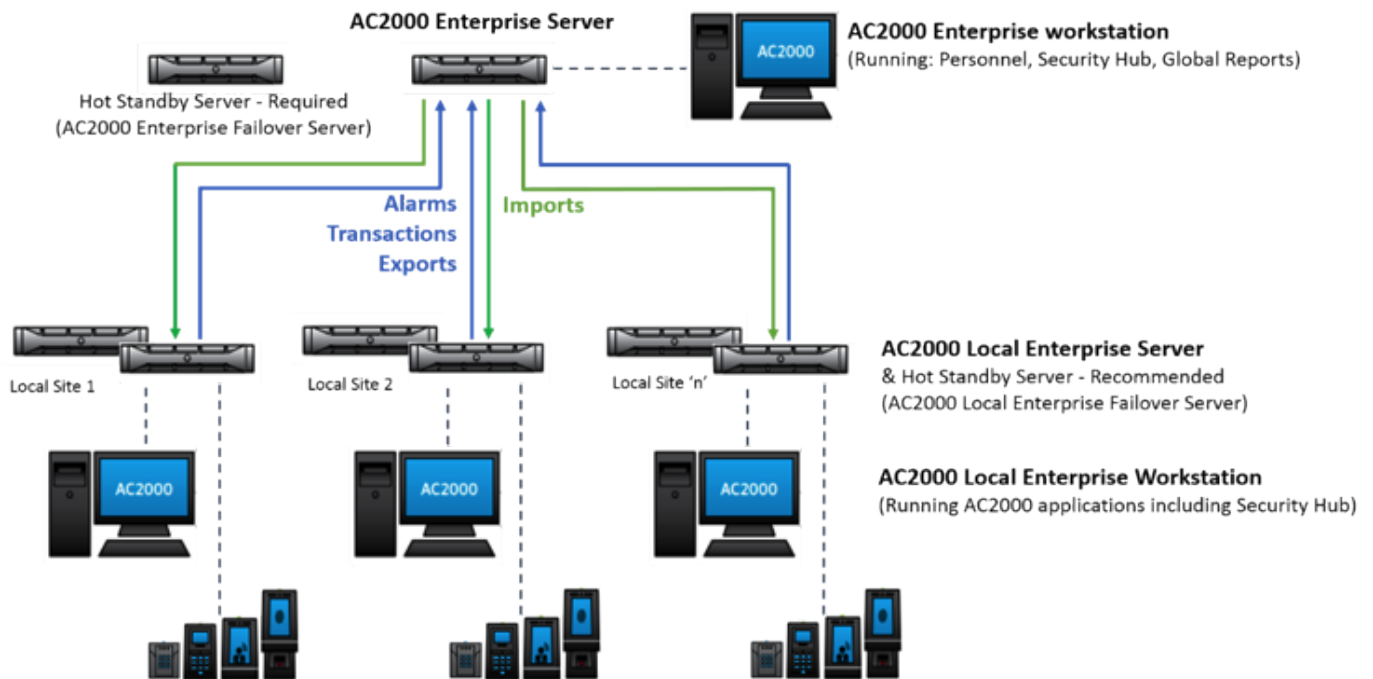 AC2000 Enterprise Server
AC2000 Enterprise workstation
(Running: Personnel, Security Hub, Global Reports)
AC2000
Hot Standby Server - Required
(AC2000 Enterprise Failover Server)
Alarms
Transactions
Exports
Imports
Local Site 1
Local Site 2
Local Site ‘n’
AC2000 Local Enterprise Server
& Hot Standby Server - Recommended
(AC2000 Local Enterprise Failover Server)
AC2000
AC2000
AC2000
AC2000 Local Enterprise Workstation
(Running AC2000 applications including Security Hub)